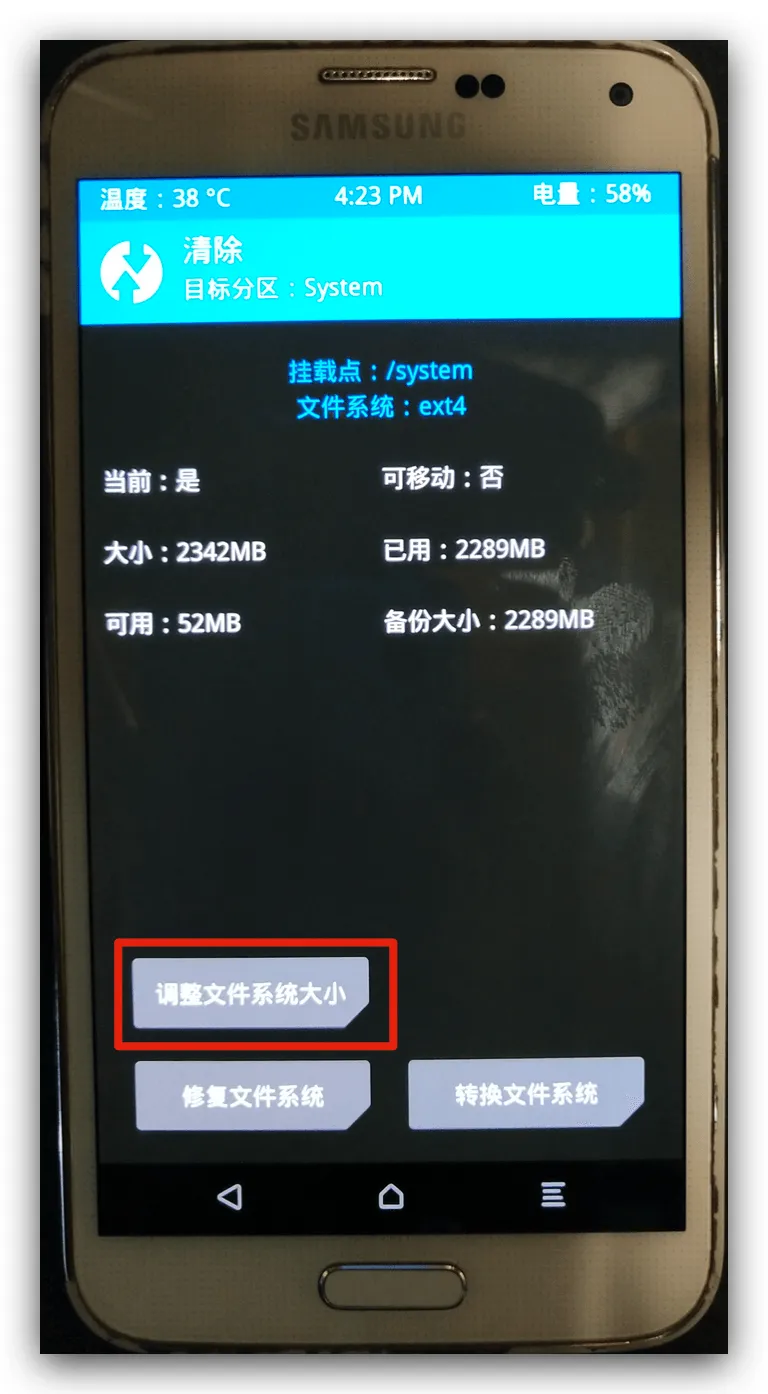 SAMSUNG
温度：38 °C 4:23 PM 电量：58%
清除
目标分区：System
挂载点：/system
文件系统：ext4
当前：是 可移动：否
大小：2342MB 已用：2289MB
可用：52MB 备份大小：2289MB
调整文件系统大小
修复文件系统 转换文件系统